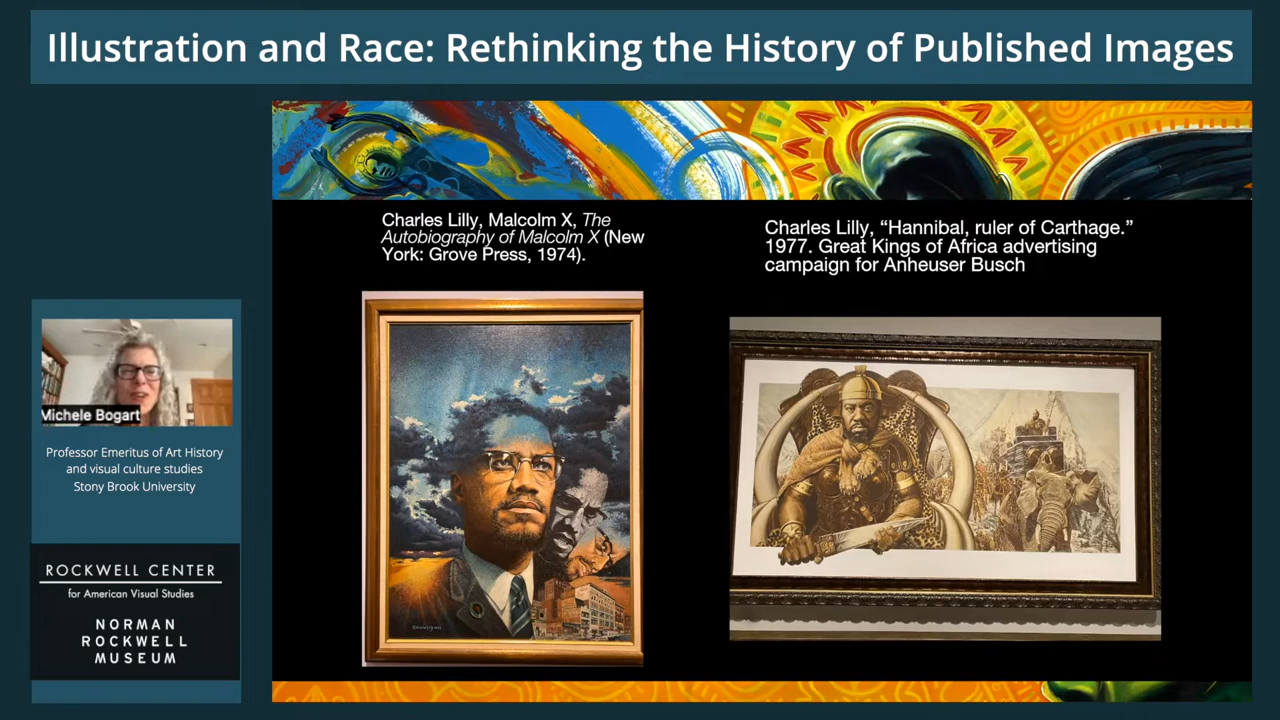 Illustration and Race: Rethinking the History of Published Images
Charles Lilly, Malcolm X, The
Autobiography of Malcolm X (New
York: Grove Press, 1974).
Charles Lilly, “Hannibal, ruler of Carthage.”
1977. Great Kings of Africa advertising
campaign for Anheuser Busch
Michele Bogart
Professor Emeritus of Art History
and visual culture studies
Stony Brook University
ROCKWELL CENTER
for American Visual Studies
NORMAN
ROCKWELL
MUSEUM